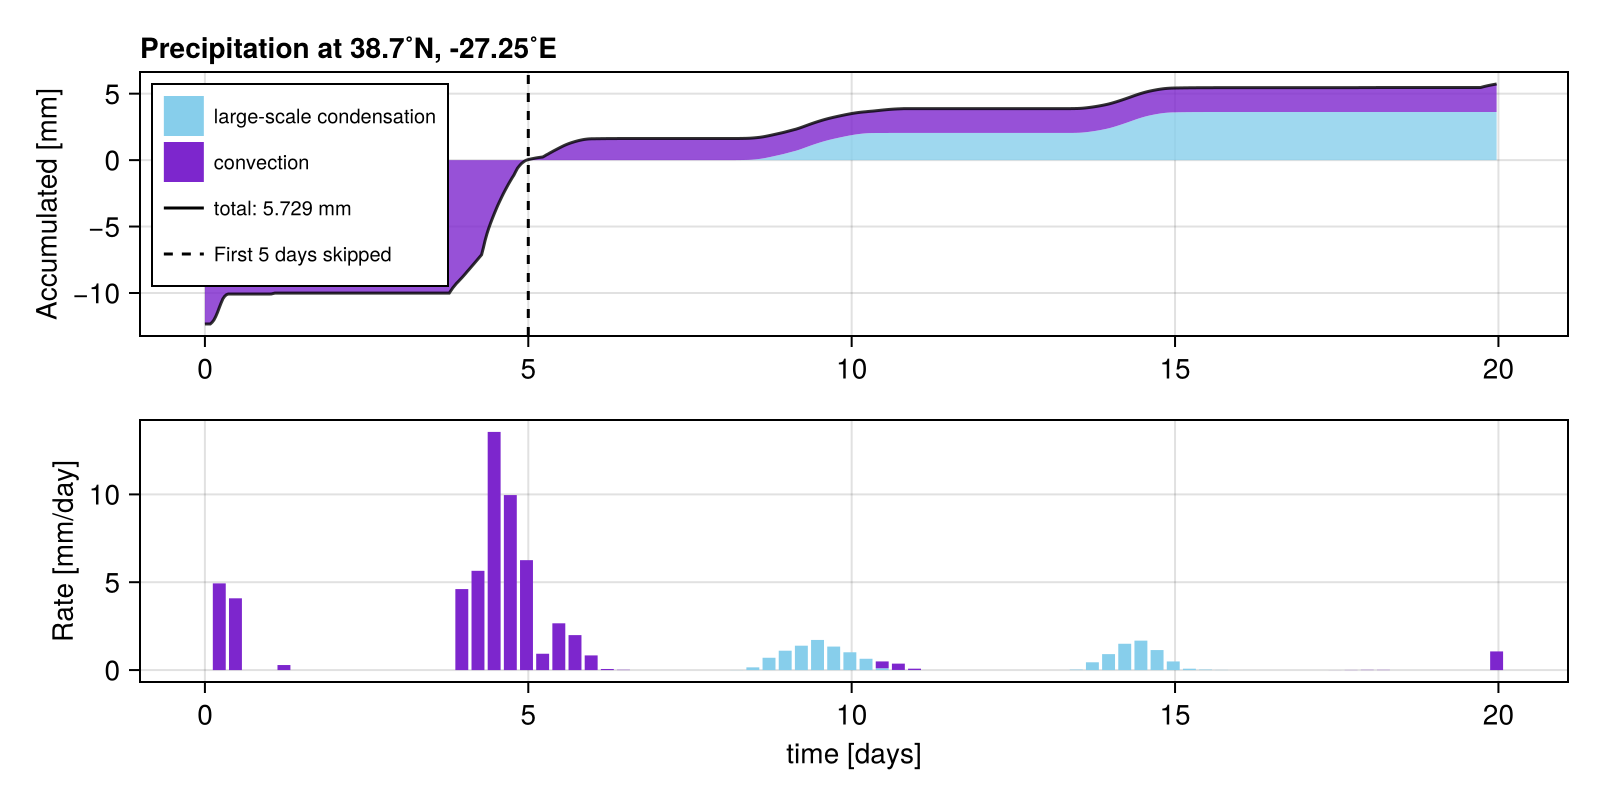 Precipitation at 38.7˚N, -27.25˚E
Accumulated [mm]
5
0
−5
−10
large-scale condensation
convection
total: 5.729 mm
First 5 days skipped
0 5 10 15 20
Rate [mm/day]
10
5
0
0 5 10 15 20
time [days]